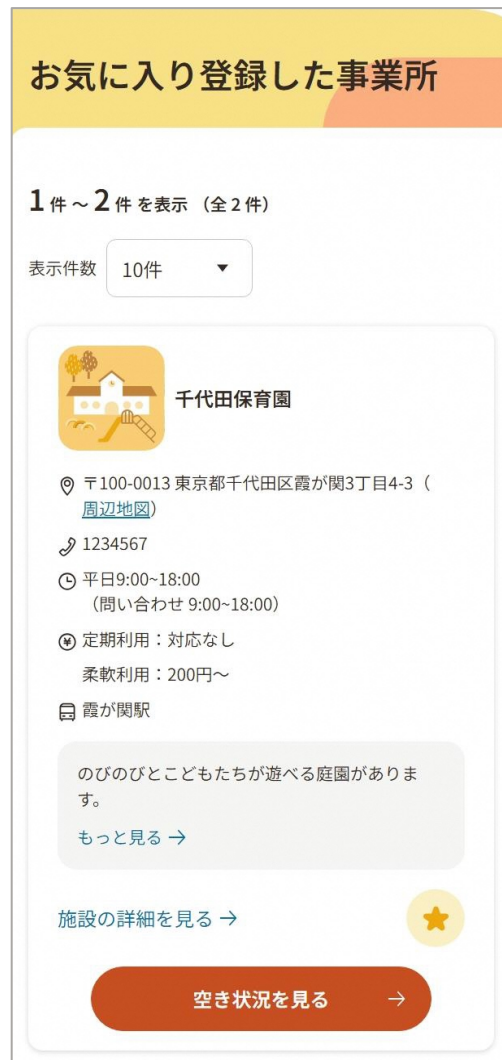 お気に入り登録した事業所
1件～2件 を表示 （全2件）
表示件数 10件
千代田保育園
〒100-0013 東京都千代田区霞が関3丁目4-3（
周辺地図)
1234567
平日9:00~18:00
（問い合わせ 9:00~18:00）
定期利用：対応なし
柔軟利用：200円～
霞が関駅
のびのびとこどもたちが遊べる庭園がありま
す。
もっと見る →
施設の詳細を見る →
空き状況を見る →